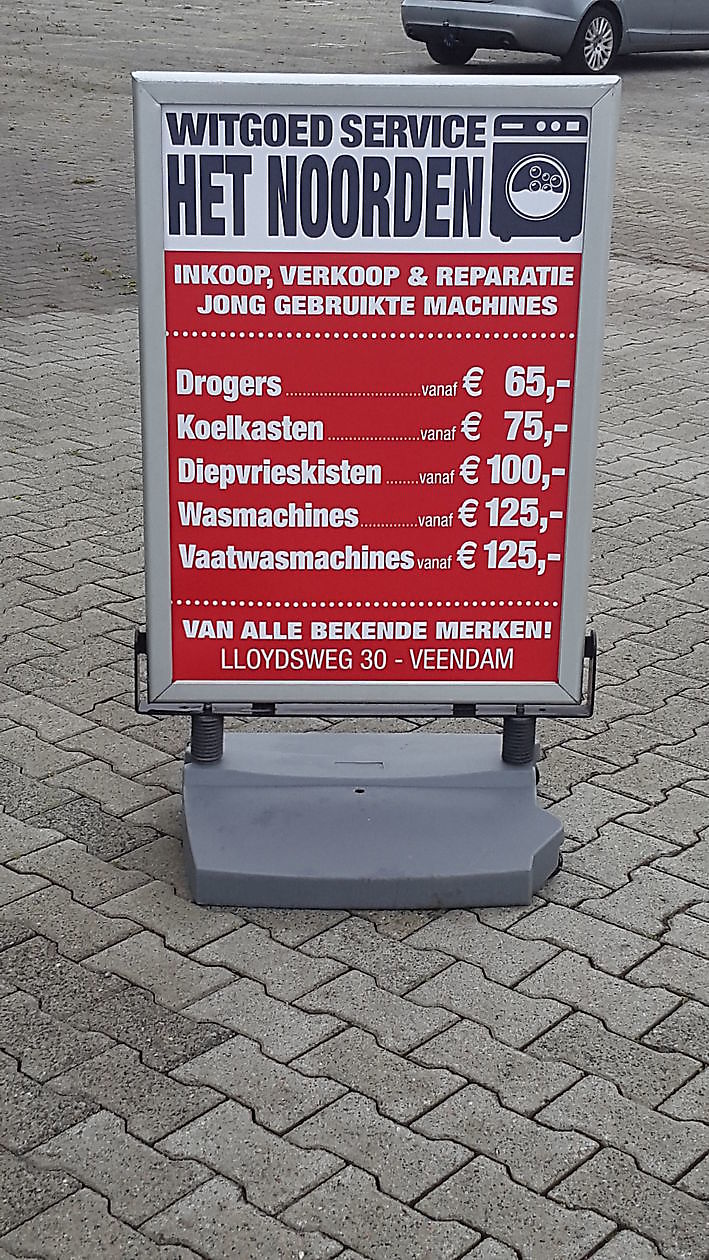 WITGOED SERVICE
HET NOORDEN
INKOOP, VERKOOP & REPARATIE
JONG GEBRUIKTE MACHINES
Drogers..............................vanaf € 65,-
Koelkasten.....................vanaf € 75,-
Diepvrieskisten........vanaf € 100,-
Wasmachines.............vanaf € 125,-
Vaatwasmachines vanaf € 125,-
VAN ALLE BEKENDE MERKEN!
LLOYDSWEG 30 - VEENDAM